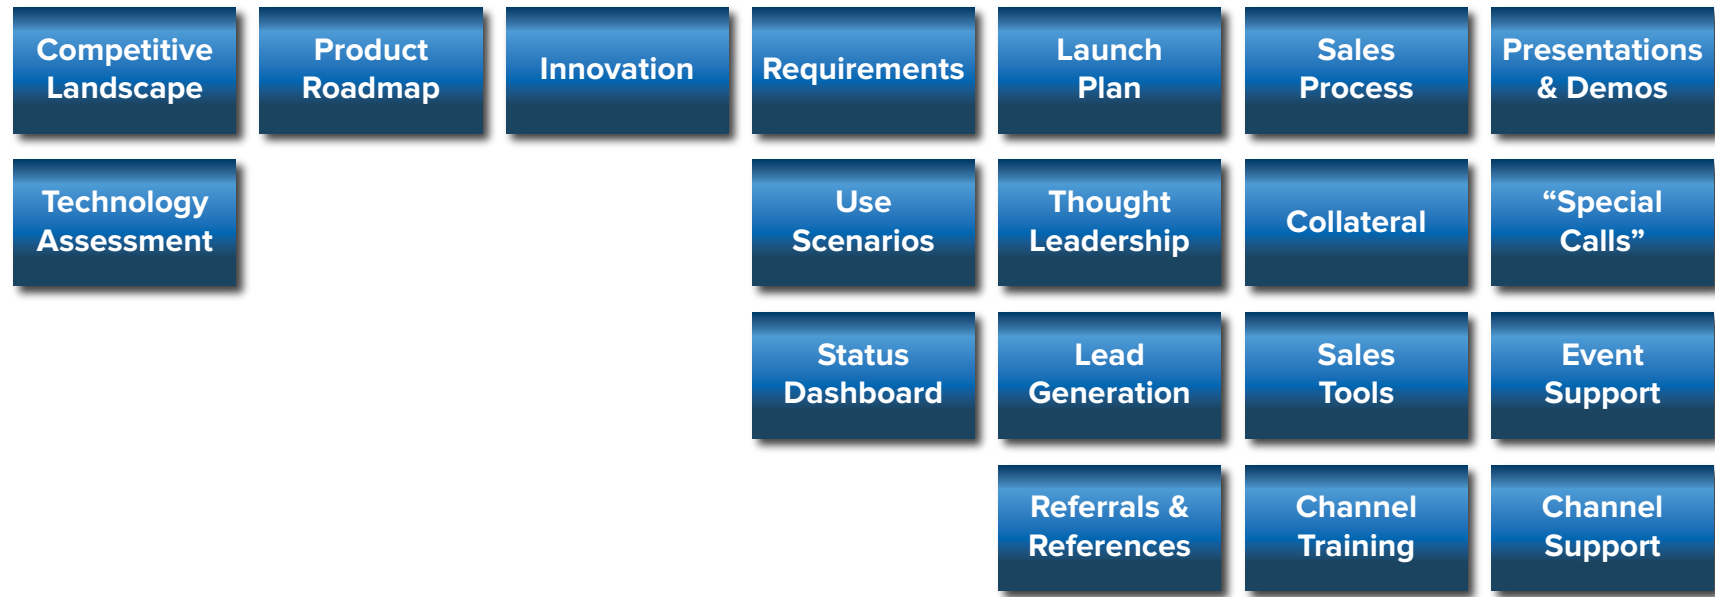 Competitive
Landscape
Product
Roadmap
Innovation
Requirements
Launch
Plan
Sales
Process
Presentations
& Demos
Technology
Assessment
Use
Scenarios
Thought
Leadership
Collateral
“Special
Calls”
Status
Dashboard
Lead
Generation
Sales
Tools
Event
Support
Referrals &
References
Channel
Training
Channel
Support